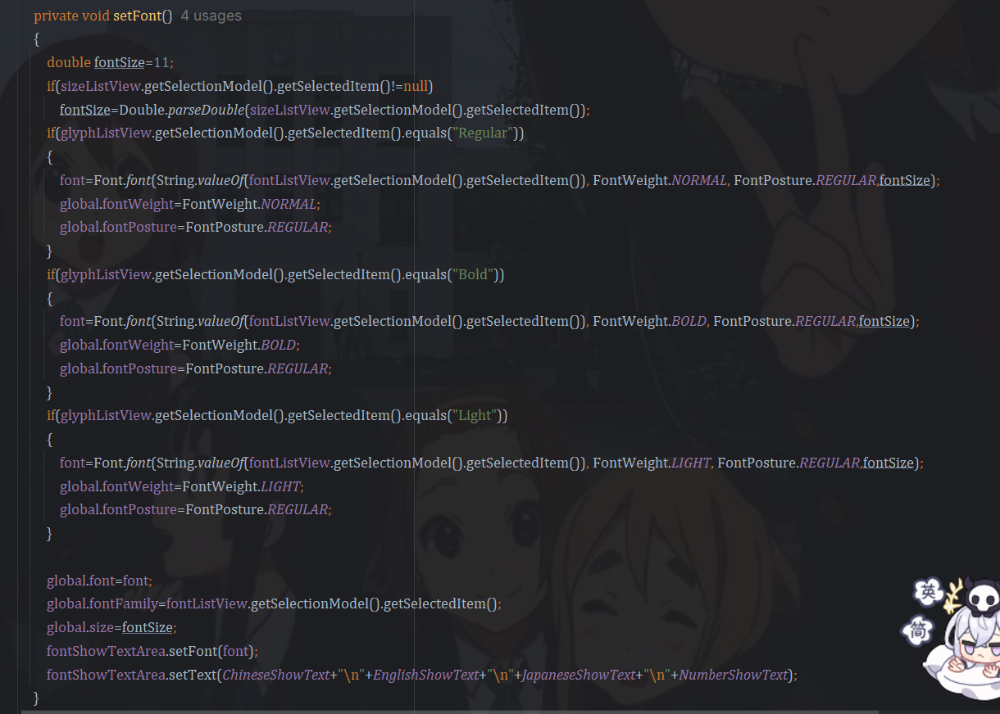 private void setFont() 4 usages
{
double fontSize=11;
if(sizeListView.getSelectionModel().getSelectedItem()!=null)
fontSize=Double.parseDouble(sizeListView.getSelectionModel().getSelectedItem());
if(glyphListView.getSelectionModel().getSelectedItem().equals("Regular"))
{
font=Font.font(String.valueOf(fontListView.getSelectionModel().getSelectedItem()), FontWeight.NORMAL, FontPosture.REGULAR,fontSize);
global.fontWeight=FontWeight.NORMAL;
global.fontPosture=FontPosture.REGULAR;
}
if(glyphListView.getSelectionModel().getSelectedItem().equals("Bold"))
{
font=Font.font(String.valueOf(fontListView.getSelectionModel().getSelectedItem()), FontWeight.BOLD, FontPosture.REGULAR,fontSize);
global.fontWeight=FontWeight.BOLD;
global.fontPosture=FontPosture.REGULAR;
}
if(glyphListView.getSelectionModel().getSelectedItem().equals("Light"))
{
font=Font.font(String.valueOf(fontListView.getSelectionModel().getSelectedItem()), FontWeight.LIGHT, FontPosture.REGULAR,fontSize);
global.fontWeight=FontWeight.LIGHT;
global.fontPosture=FontPosture.REGULAR;
}
global.font=font;
global.fontFamily=fontListView.getSelectionModel().getSelectedItem();
global.size=fontSize;
fontShowTextArea.setFont(font);
fontShowTextArea.setText(ChineseShowText+"\n"+EnglishShowText+"\n"+JapaneseShowText+"\n"+NumberShowText);
}
英
简